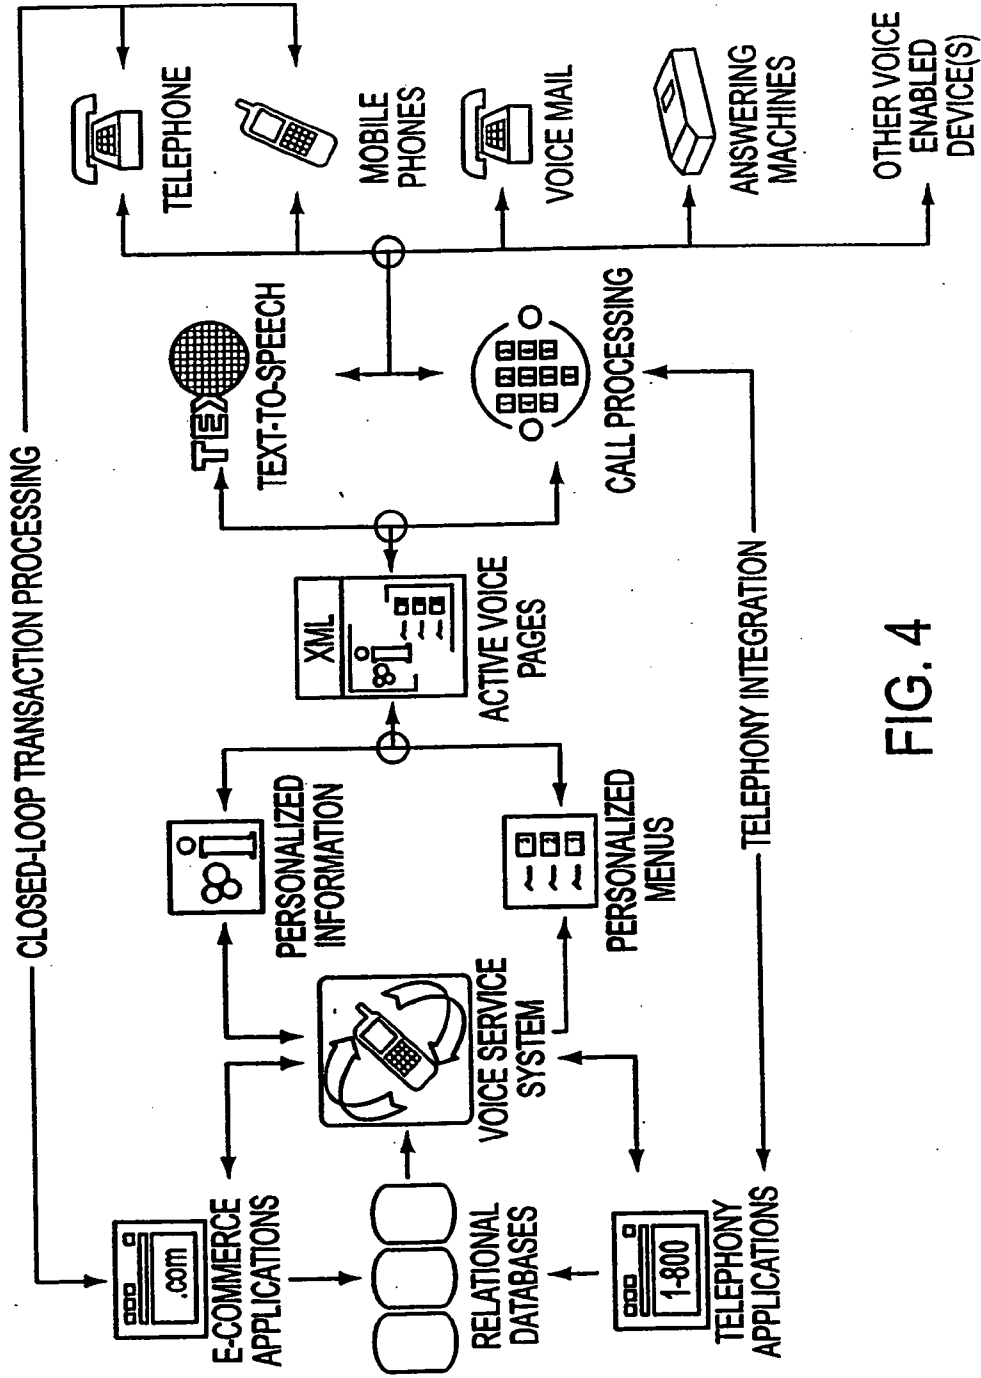 CLOSED-LOOP TRANSACTION PROCESSING
.com
E-COMMERCE
APPLICATIONS
RELATIONAL
DATABASES
1-800
TELEPHONY
APPLICATIONS
VOICE SERVICE
SYSTEM
PERSONALIZED
INFORMATION
PERSONALIZED
MENUS
XML
ACTIVE VOICE
PAGES
TEX
TEXT-TO-SPEECH
CALL PROCESSING
TELEPHONY INTEGRATION
TELEPHONE
MOBILE
PHONES
VOICE MAIL
ANSWERING
MACHINES
OTHER VOICE
ENABLED
DEVICE(S)
FIG. 4